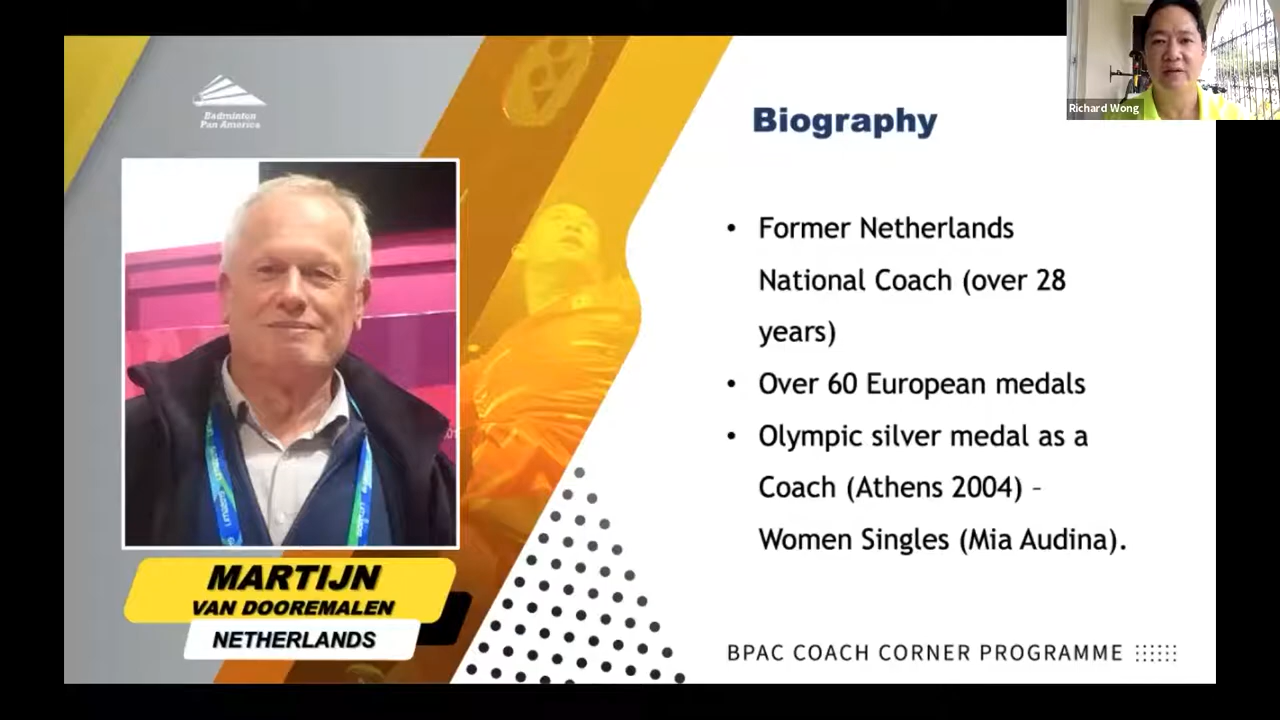 Richard Wong
Badminton
Pan America
Biography
• Former Netherlands
National Coach (over 28
years)
• Over 60 European medals
• Olympic silver medal as a
Coach (Athens 2004) –
Women Singles (Mia Audina).
MARTIJN
VAN DOOREMALEN
NETHERLANDS
BPAC COACH CORNER PROGRAMME